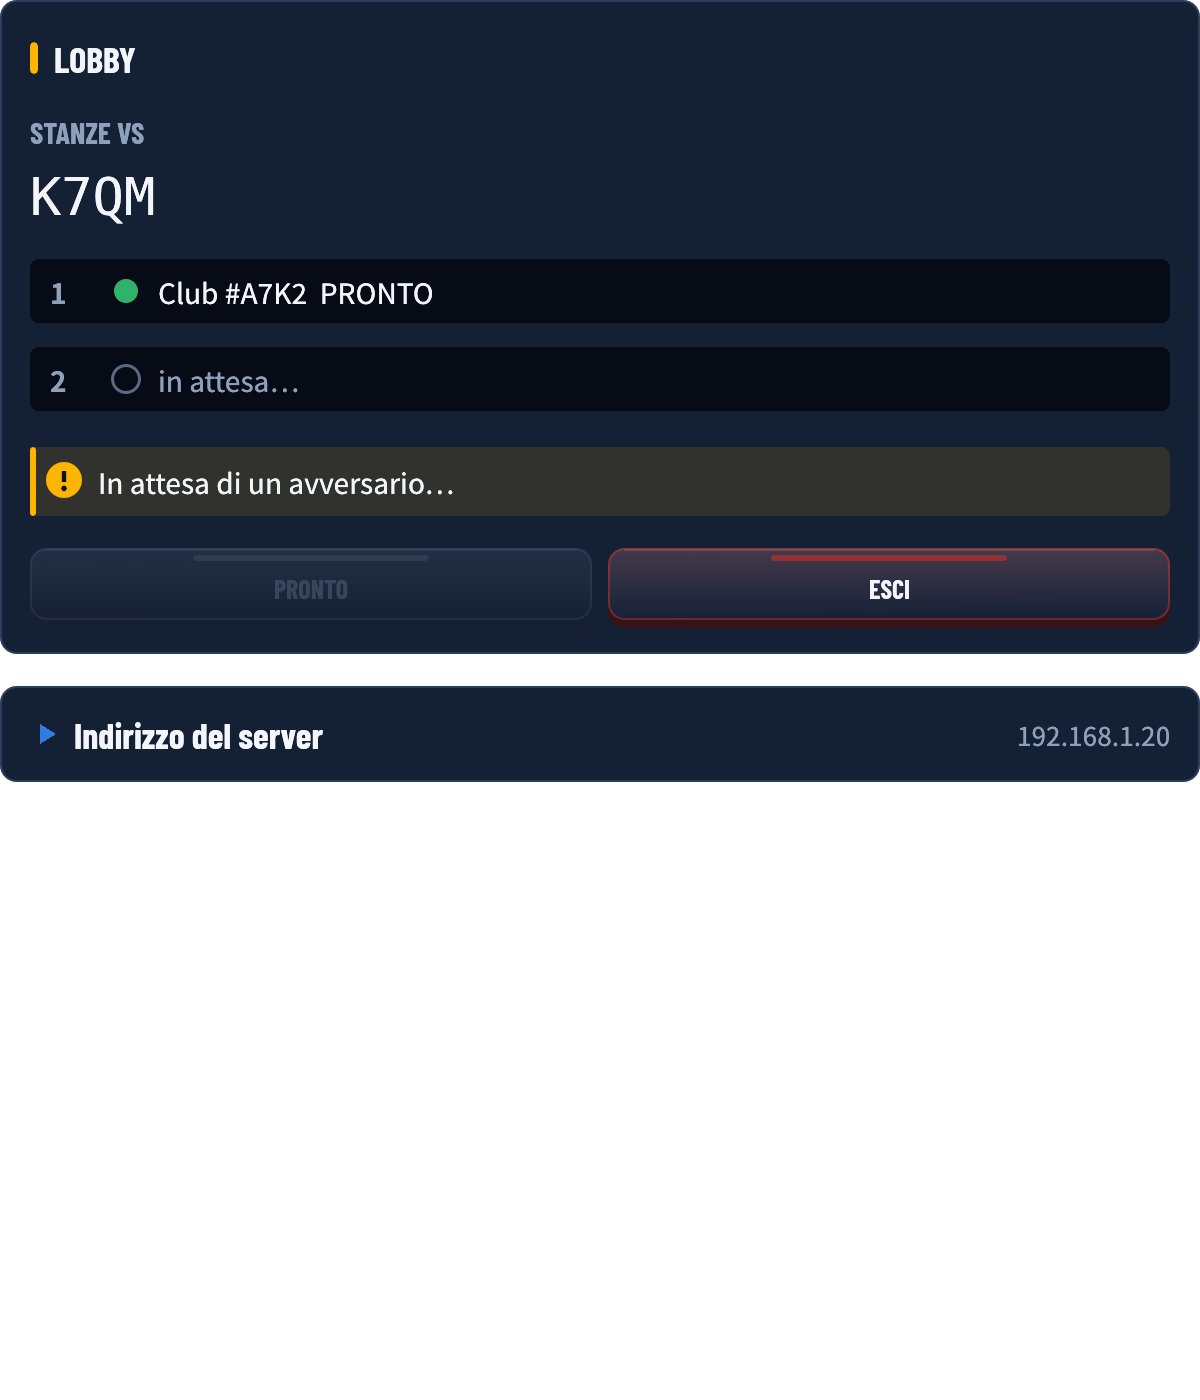 LOBBY
STANZE VS
K7QM
1 Club #A7K2 PRONTO
2 in attesa…
In attesa di un avversario…
PRONTO ESCI
Indirizzo del server 192.168.1.20